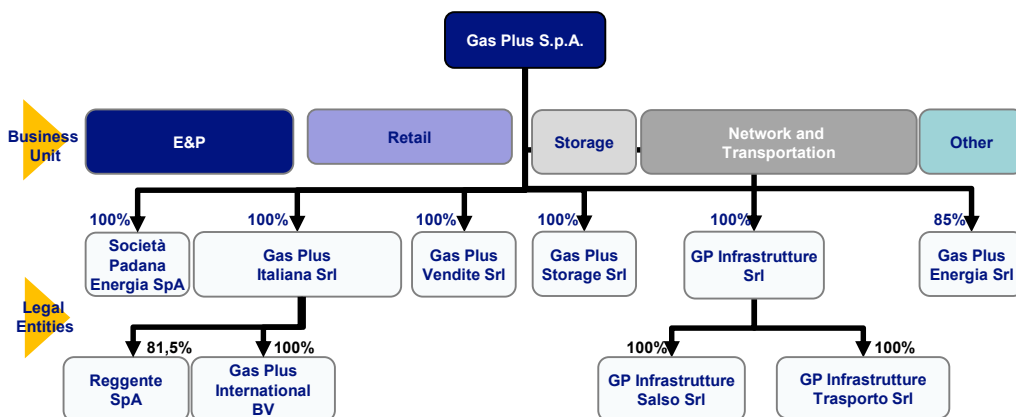 Gas Plus S.p.A.
Business
Unit
E&P
Retail
Storage
Network and
Transportation
Other
100%
100%
100%
100%
100%
85%
Società
Padana
Energia SpA
Gas Plus
Italiana Srl
Gas Plus
Vendite Srl
Gas Plus
Storage Srl
GP Infrastrutture
Srl
Gas Plus
Energia Srl
Legal
Entities
81,5%
100%
100%
100%
Reggente
SpA
Gas Plus
International
BV
GP Infrastrutture
Salso Srl
GP Infrastrutture
Trasporto Srl